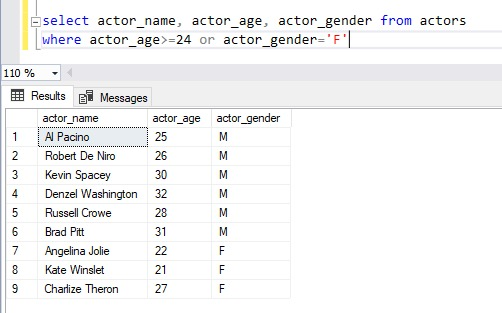 select actor_name, actor_age, actor_gender from actors
where actor_age>=24 or actor_gender='F'
110 %
Results Messages
actor_name actor_age actor_gender
1 Al Pacino 25 M
2 Robert De Niro 26 M
3 Kevin Spacey 30 M
4 Denzel Washington 32 M
5 Russell Crowe 28 M
6 Brad Pitt 31 M
7 Angelina Jolie 22 F
8 Kate Winslet 21 F
9 Charlize Theron 27 F